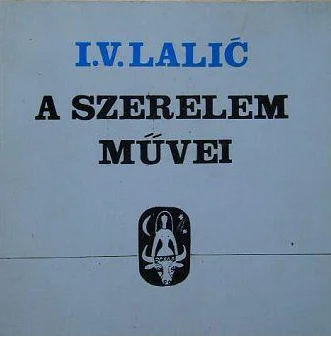 I.V. LALIĆ
A SZERELEM
MŰVEI